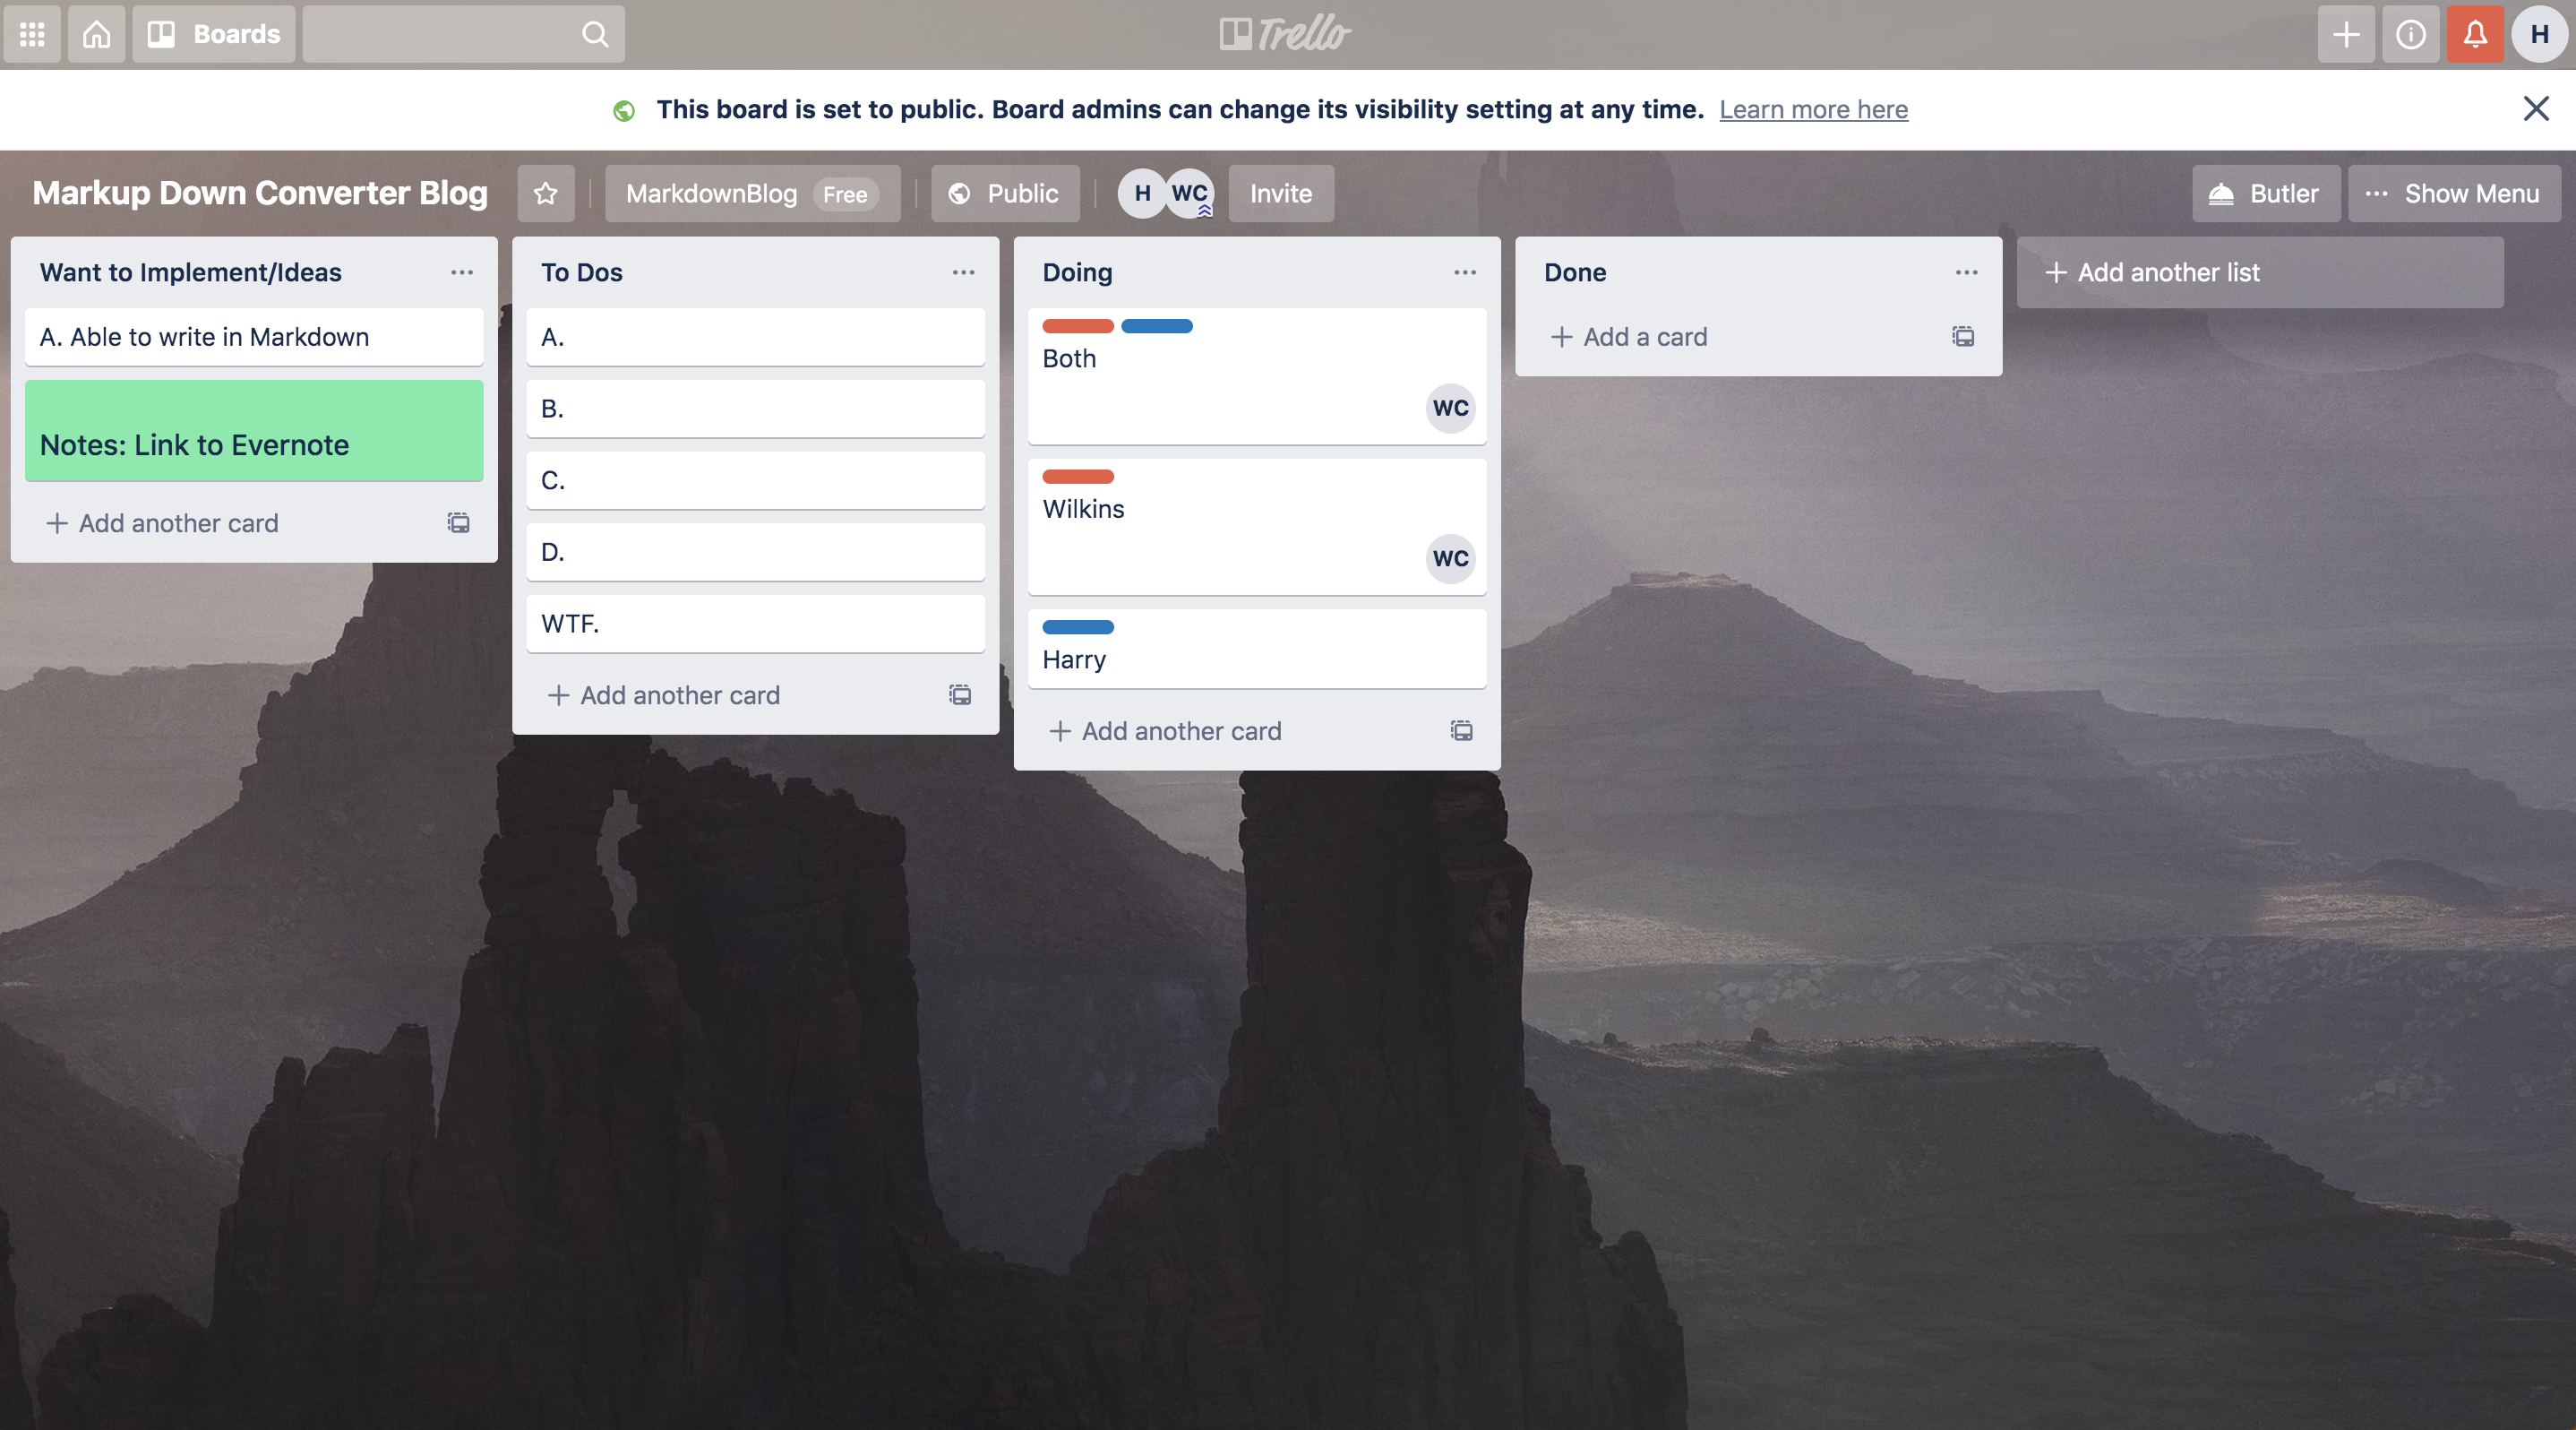 Boards
Trello
H
This board is set to public. Board admins can change its visibility setting at any time. Learn more here
Markup Down Converter Blog
MarkdownBlog Free
Public
H WC
Invite
Butler
... Show Menu
Want to Implement/Ideas ...
A. Able to write in Markdown
Notes: Link to Evernote
+ Add another card
To Dos ...
A.
B.
C.
D.
WTF.
+ Add another card
Doing ...
Both
WC
Wilkins
WC
Harry
+ Add another card
Done ...
+ Add a card
+ Add another list